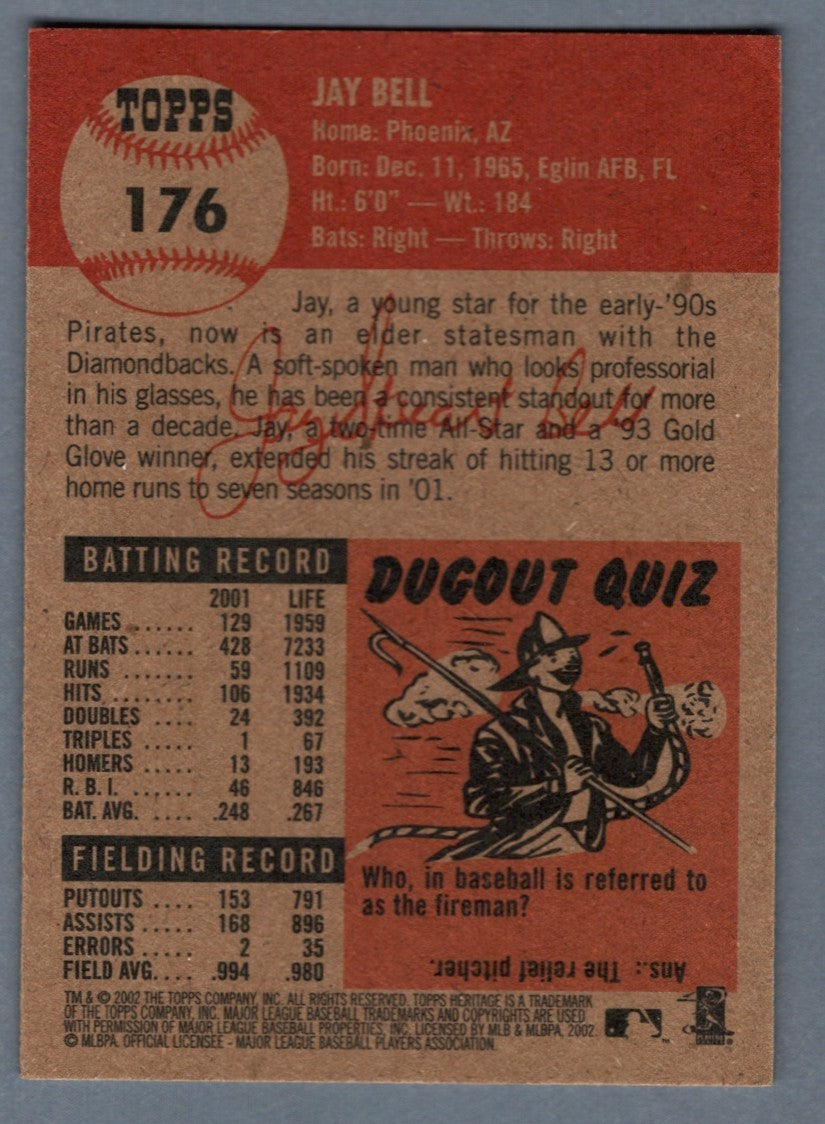 TOPPS
176
JAY BELL
Home: Phoenix, AZ
Born: Dec. 11, 1965, Eglin AFB, FL
Ht.: 6'0" — Wt.: 184
Bats: Right — Throws: Right
Jay, a young star for the early-'90s
Pirates, now is an elder statesman with the
Diamondbacks. A soft-spoken man who looks professorial
in his glasses, he has been a consistent standout for more
than a decade. Jay, a two-time All-Star and a '93 Gold
Glove winner, extended his streak of hitting 13 or more
home runs to seven seasons in '01.
Jay Stuart Bell
BATTING RECORD
2001 LIFE
GAMES ...... 129 1959
AT BATS ...... 428 7233
RUNS ...... 59 1109
HITS ........ 106 1934
DOUBLES .... 24 392
TRIPLES ..... 1 67
HOMERS ..... 13 193
R. B. I. ...... 46 846
BAT. AVG. .... .248 .267
FIELDING RECORD
PUTOUTS .... 153 791
ASSISTS ..... 168 896
ERRORS ..... 2 35
FIELD AVG. ... .994 .980
DUGOUT QUIZ
Who, in baseball is referred to
as the fireman?
Ans.: The relief pitcher.
TM & © 2002 THE TOPPS COMPANY, INC. ALL RIGHTS RESERVED. TOPPS HERITAGE IS A TRADEMARK
OF THE TOPPS COMPANY, INC. MAJOR LEAGUE BASEBALL TRADEMARKS AND COPYRIGHTS ARE USED
WITH PERMISSION OF MAJOR LEAGUE BASEBALL PROPERTIES, INC. LICENSED BY MLB & MLBPA, 2002.
© MLBPA. OFFICIAL LICENSEE - MAJOR LEAGUE BASEBALL PLAYERS ASSOCIATION.